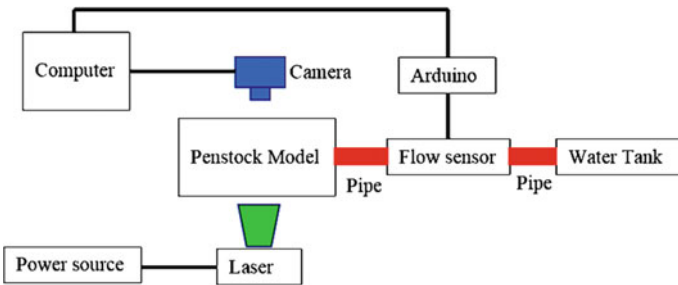 Computer
Camera
Arduino
Penstock Model
Flow sensor
Water Tank
Pipe
Pipe
Power source
Laser